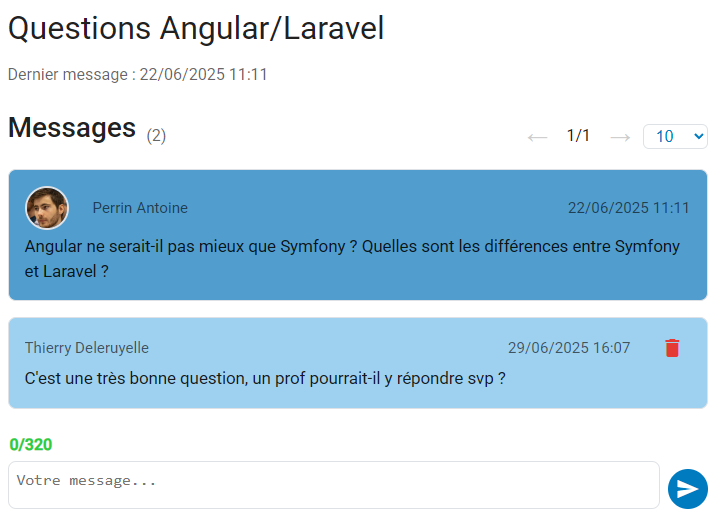 Questions Angular/Laravel
Dernier message : 22/06/2025 11:11
Messages (2)
← 1/1 → 10
Perrin Antoine 22/06/2025 11:11
Angular ne serait-il pas mieux que Symfony ? Quelles sont les différences entre Symfony
et Laravel ?
Thierry Deleruyelle 29/06/2025 16:07
C'est une très bonne question, un prof pourrait-il y répondre svp ?
0/320
Votre message...